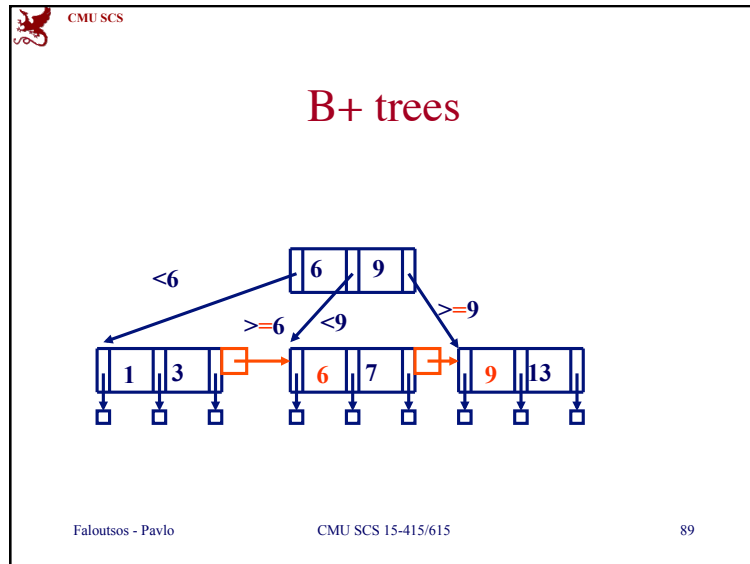 CMU SCS
B+ trees
6 9
<6
>=6 <9
>=9
1 3 6 7 9 13
Faloutsos - Pavlo CMU SCS 15-415/615 89